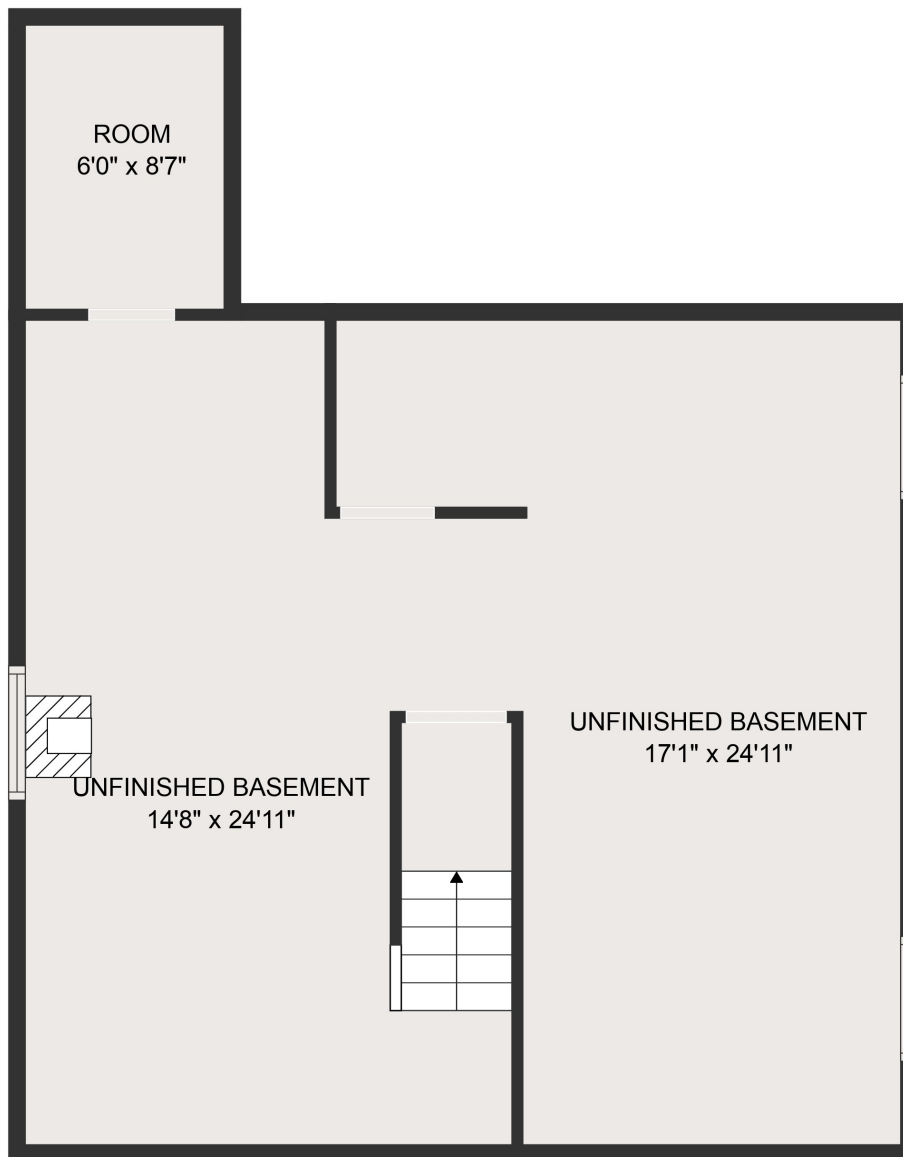 ROOM
6'0" x 8'7"
UNFINISHED BASEMENT
17'1" x 24'11"
UNFINISHED BASEMENT
14'8" x 24'11"